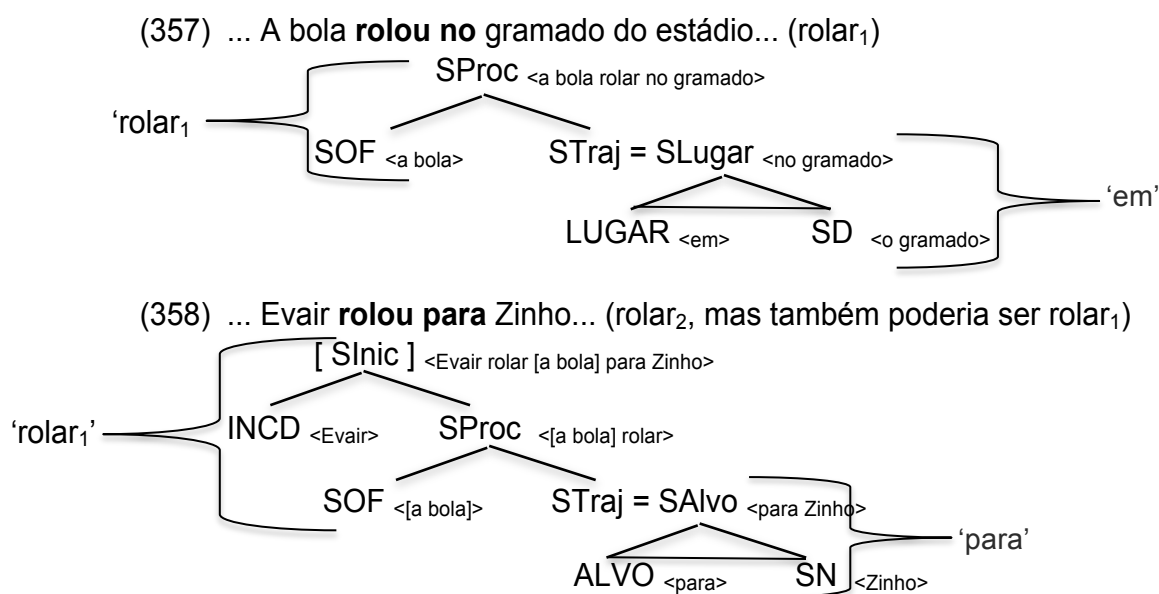 (357) ... A bola rolou no gramado do estádio... (rolar₁)
SProc <a bola rolar no gramado>
‘rolar₁
SOF <a bola> STraj = SLugar <no gramado>
‘em’
LUGAR <em> SD <o gramado>
(358) ... Evair rolou para Zinho... (rolar₂, mas também poderia ser rolar₁)
[ SInic ] <Evair rolar [a bola] para Zinho>
‘rolar₁’ INCD <Evair> SProc <[a bola] rolar>
SOF <[a bola]> STraj = SAlvo <para Zinho>
‘para’
ALVO <para> SN <Zinho>